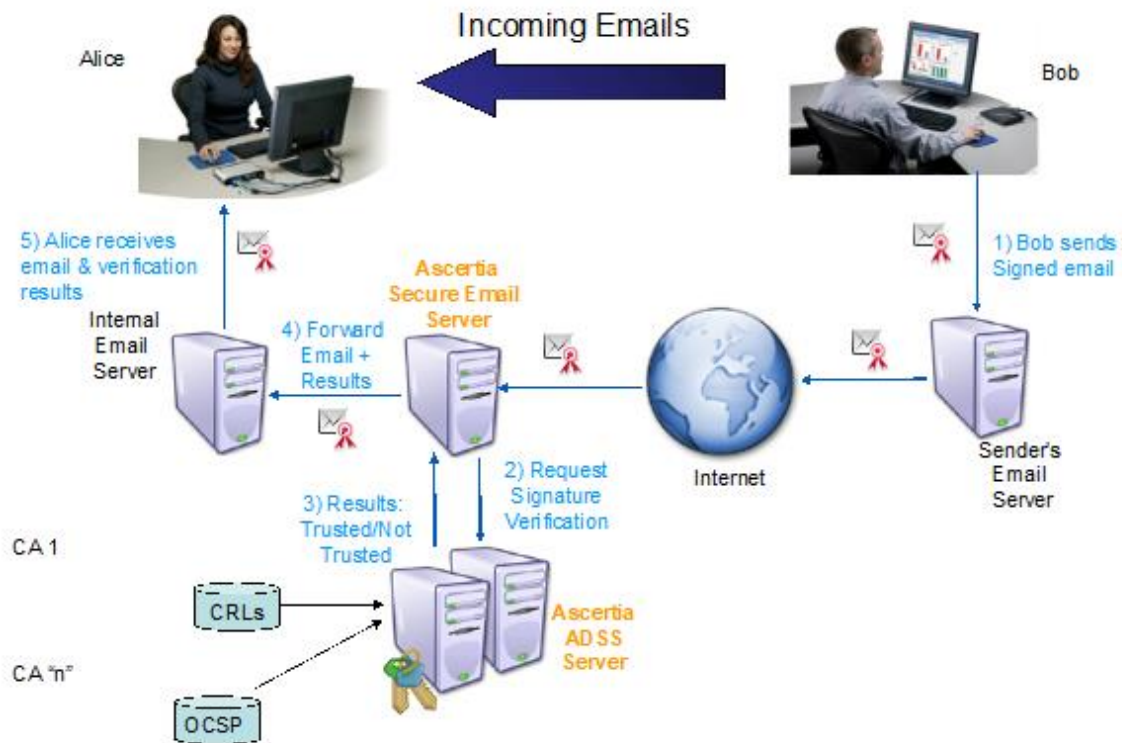 Incoming Emails
Alice
Bob
1) Bob sends
Signed email
5) Alice receives
email & verification
results
Ascertia
Secure Email
Server
Internal
Email
Server
4) Forward
Email +
Results
Internet
Sender's
Email
Server
2) Request
Signature
Verification
3) Results:
Trusted/Not
Trusted
CA 1
CRLs
Ascertia
ADSS
Server
CA "n"
OCSP